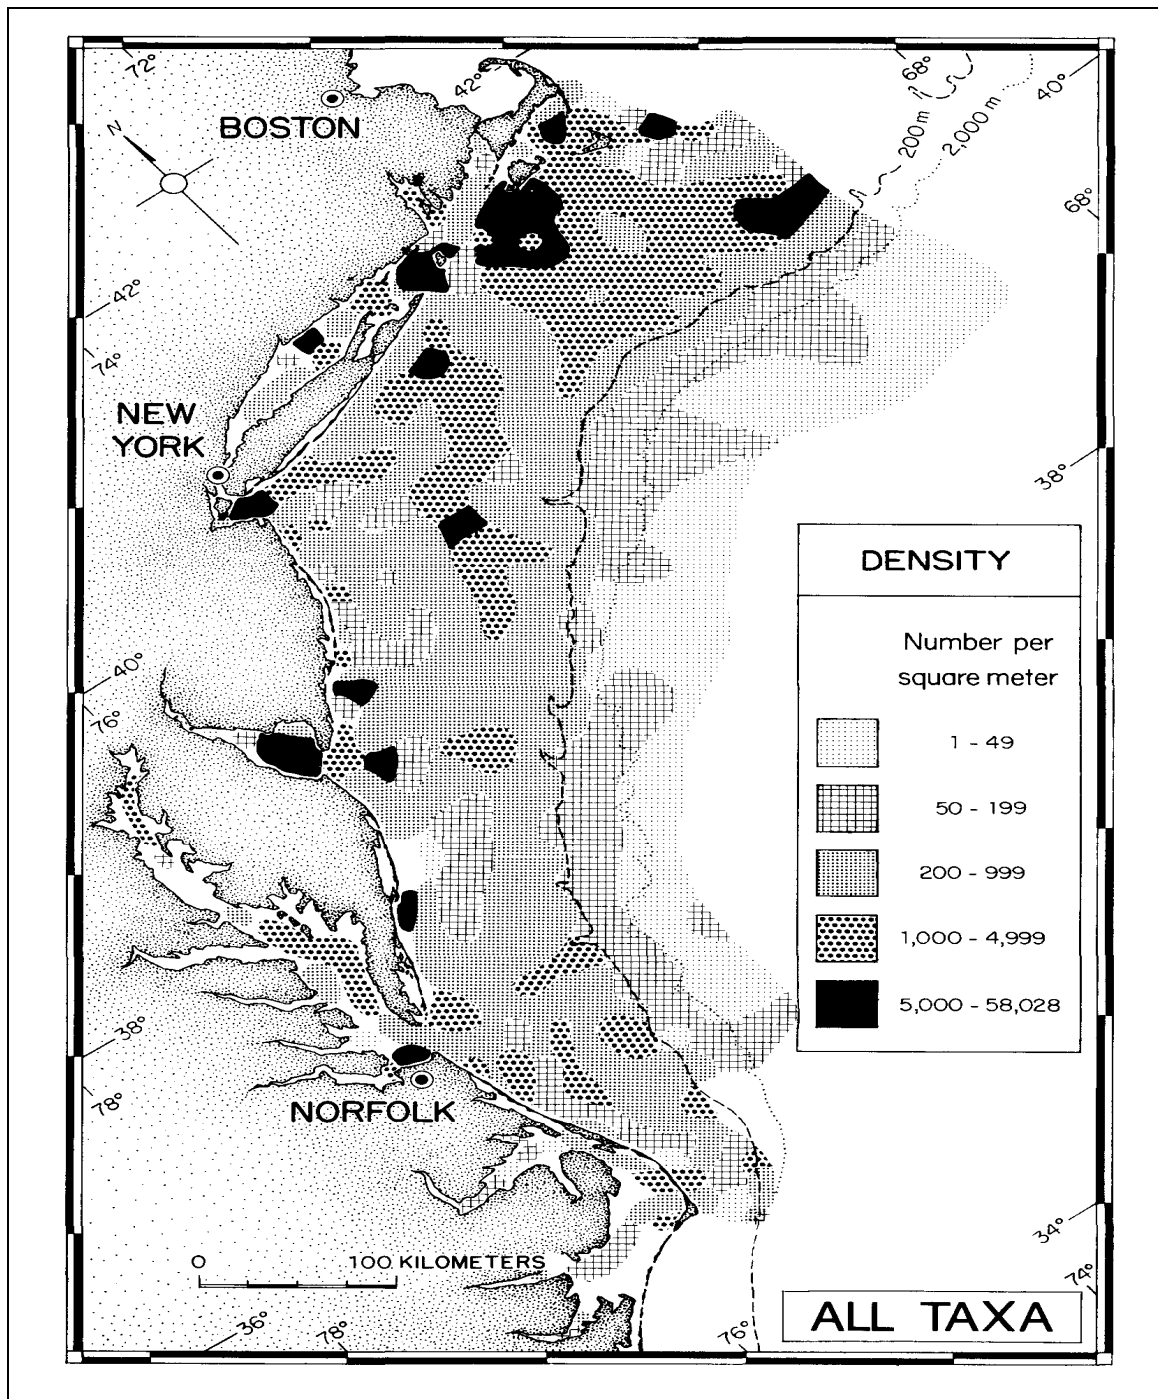 72°
42°
68°
40°
BOSTON
N
200 m
2,000 m
68°
42°
74°
NEW
YORK
38°
DENSITY
Number per
square meter
1 - 49
50 - 199
200 - 999
1,000 - 4,999
5,000 - 58,028
40°
76°
38°
78°
NORFOLK
34°
74°
0 100 KILOMETERS
36°
78°
76°
ALL TAXA